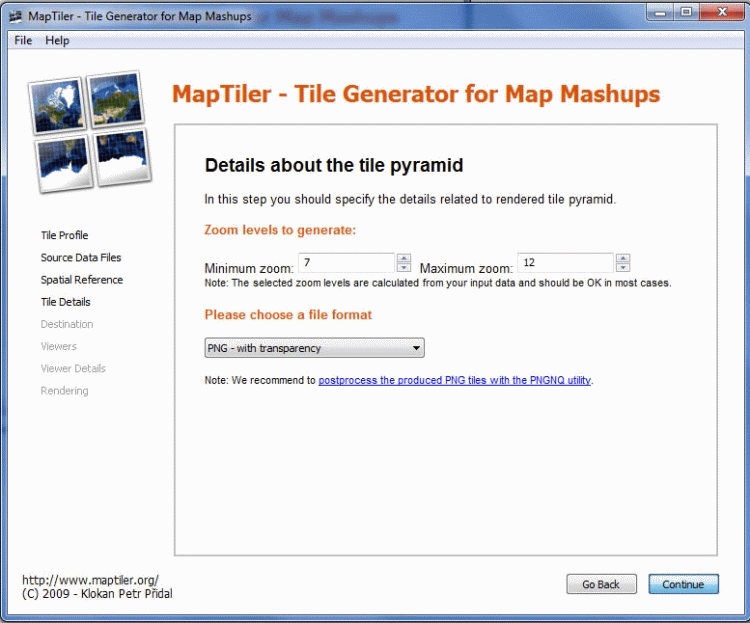 MapTiler - Tile Generator for Map Mashups
File Help
MapTiler - Tile Generator for Map Mashups
Details about the tile pyramid
In this step you should specify the details related to rendered tile pyramid.
Zoom levels to generate:
Minimum zoom: 7 Maximum zoom: 12
Note: The selected zoom levels are calculated from your input data and should be OK in most cases.
Please choose a file format
PNG - with transparency
Note: We recommend to postprocess the produced PNG tiles with the PNGNQ utility.
Tile Profile
Source Data Files
Spatial Reference
Tile Details
Destination
Viewers
Viewer Details
Rendering
http://www.maptiler.org/
(C) 2009 - Klokan Petr Přidal
Go Back Continue